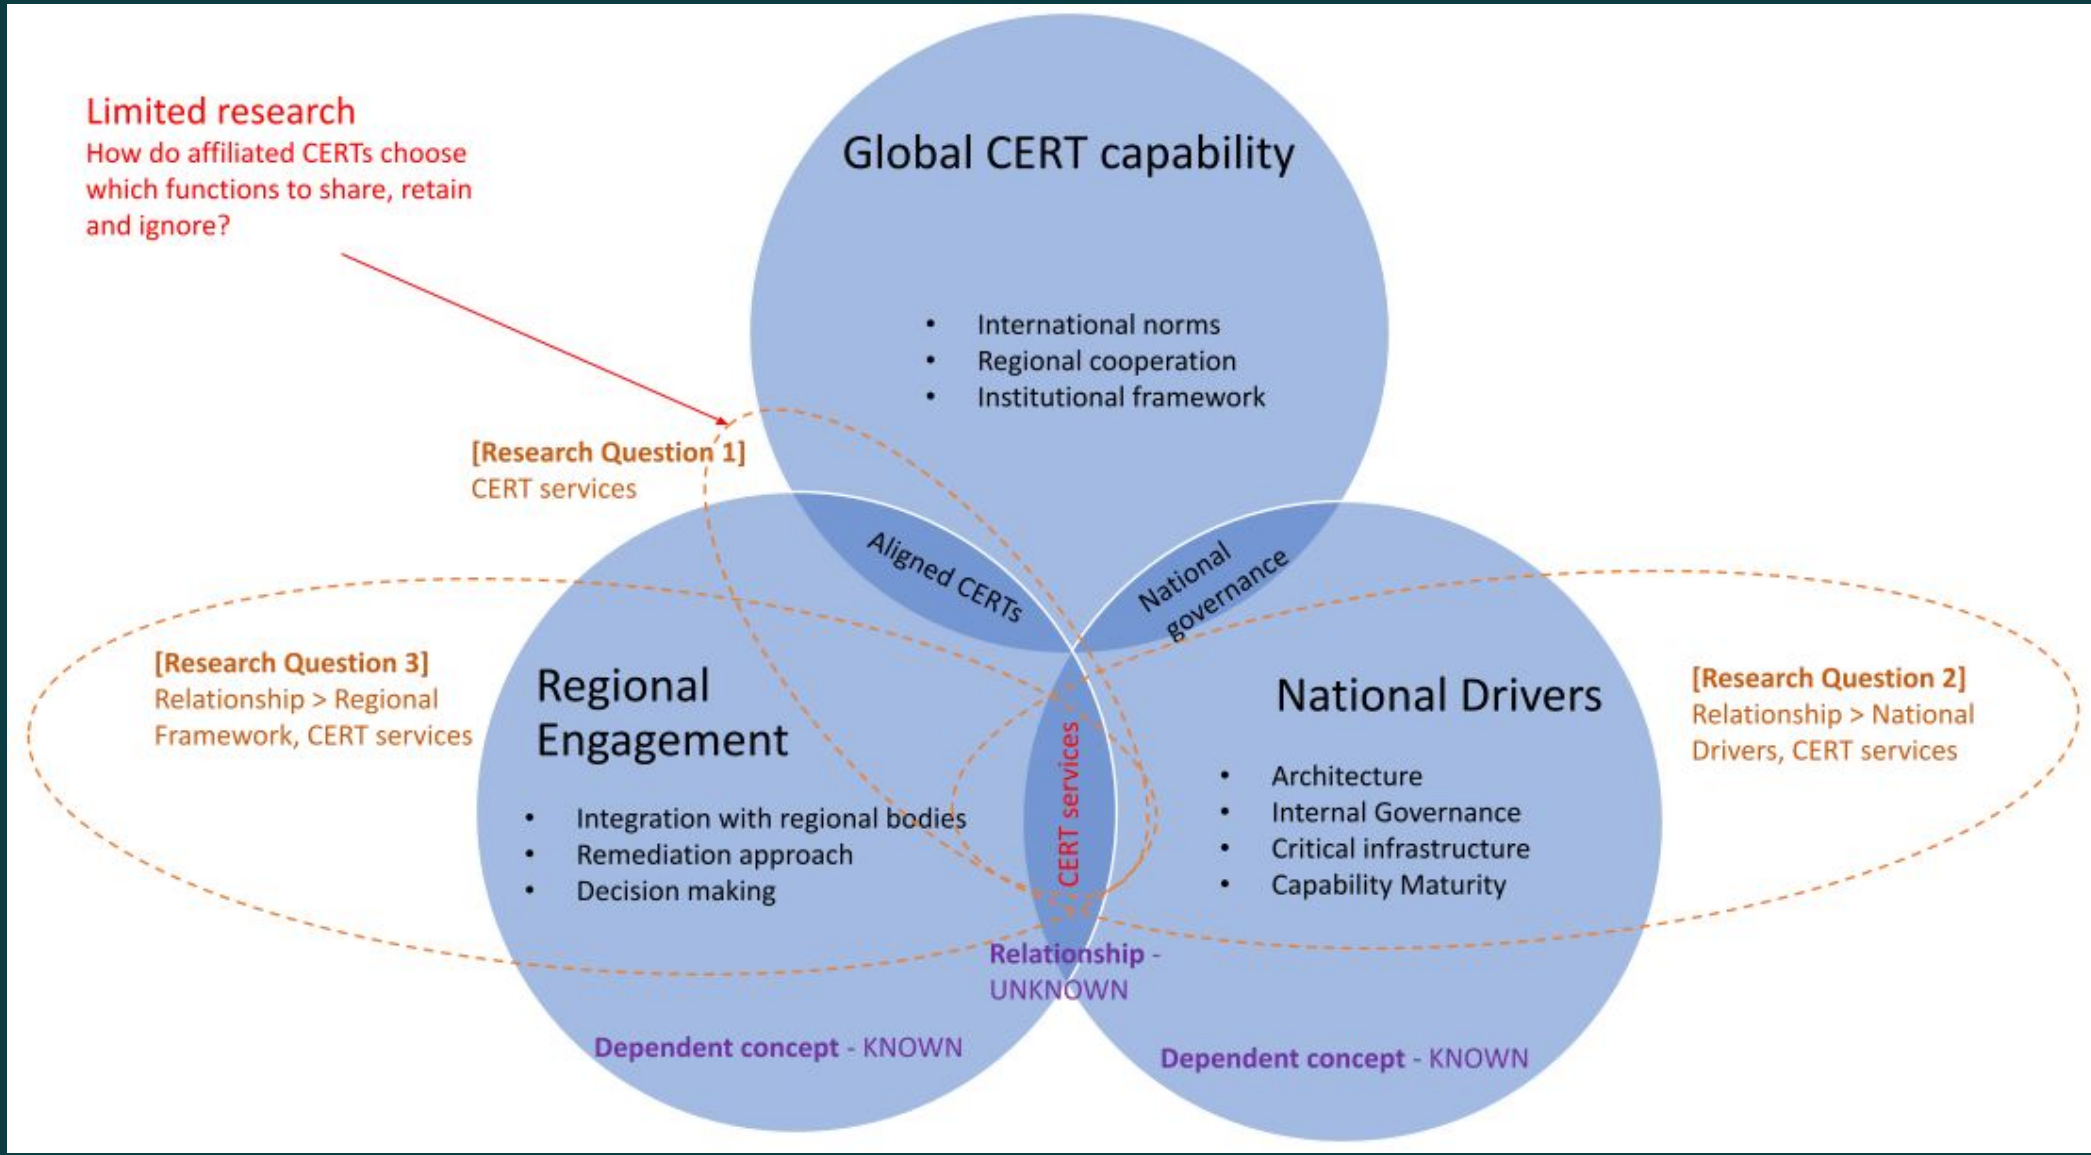 Limited research
How do affiliated CERTs choose
which functions to share, retain
and ignore?
Global CERT capability
• International norms
• Regional cooperation
• Institutional framework
[Research Question 1]
CERT services
Aligned CERTs
National
governance
[Research Question 3]
Relationship > Regional
Framework, CERT services
Regional
Engagement
• Integration with regional bodies
• Remediation approach
• Decision making
CERT services
National Drivers
• Architecture
• Internal Governance
• Critical infrastructure
• Capability Maturity
[Research Question 2]
Relationship > National
Drivers, CERT services
Relationship -
UNKNOWN
Dependent concept - KNOWN
Dependent concept - KNOWN